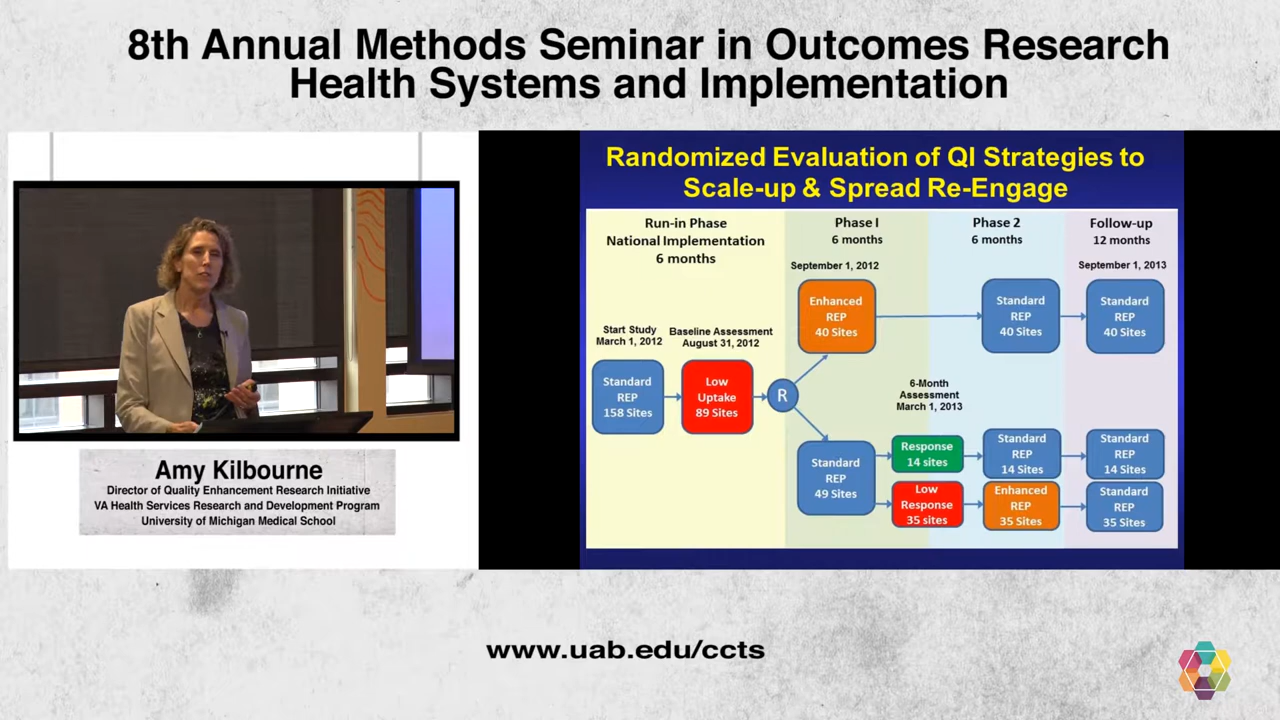 8th Annual Methods Seminar in Outcomes Research
Health Systems and Implementation
Randomized Evaluation of QI Strategies to
Scale-up & Spread Re-Engage
Run-in Phase
National Implementation
6 months
Phase I
6 months
Phase 2
6 months
Follow-up
12 months
September 1, 2012
September 1, 2013
Enhanced
REP
40 Sites
Standard
REP
40 Sites
Standard
REP
40 Sites
Start Study
March 1, 2012
Baseline Assessment
August 31, 2012
Standard
REP
158 Sites
Low
Uptake
89 Sites
R
6-Month
Assessment
March 1, 2013
Standard
REP
49 Sites
Response
14 sites
Standard
REP
14 Sites
Standard
REP
14 Sites
Low
Response
35 sites
Enhanced
REP
35 Sites
Standard
REP
35 Sites
Amy Kilbourne
Director of Quality Enhancement Research Initiative
VA Health Services Research and Development Program
University of Michigan Medical School
www.uab.edu/ccts